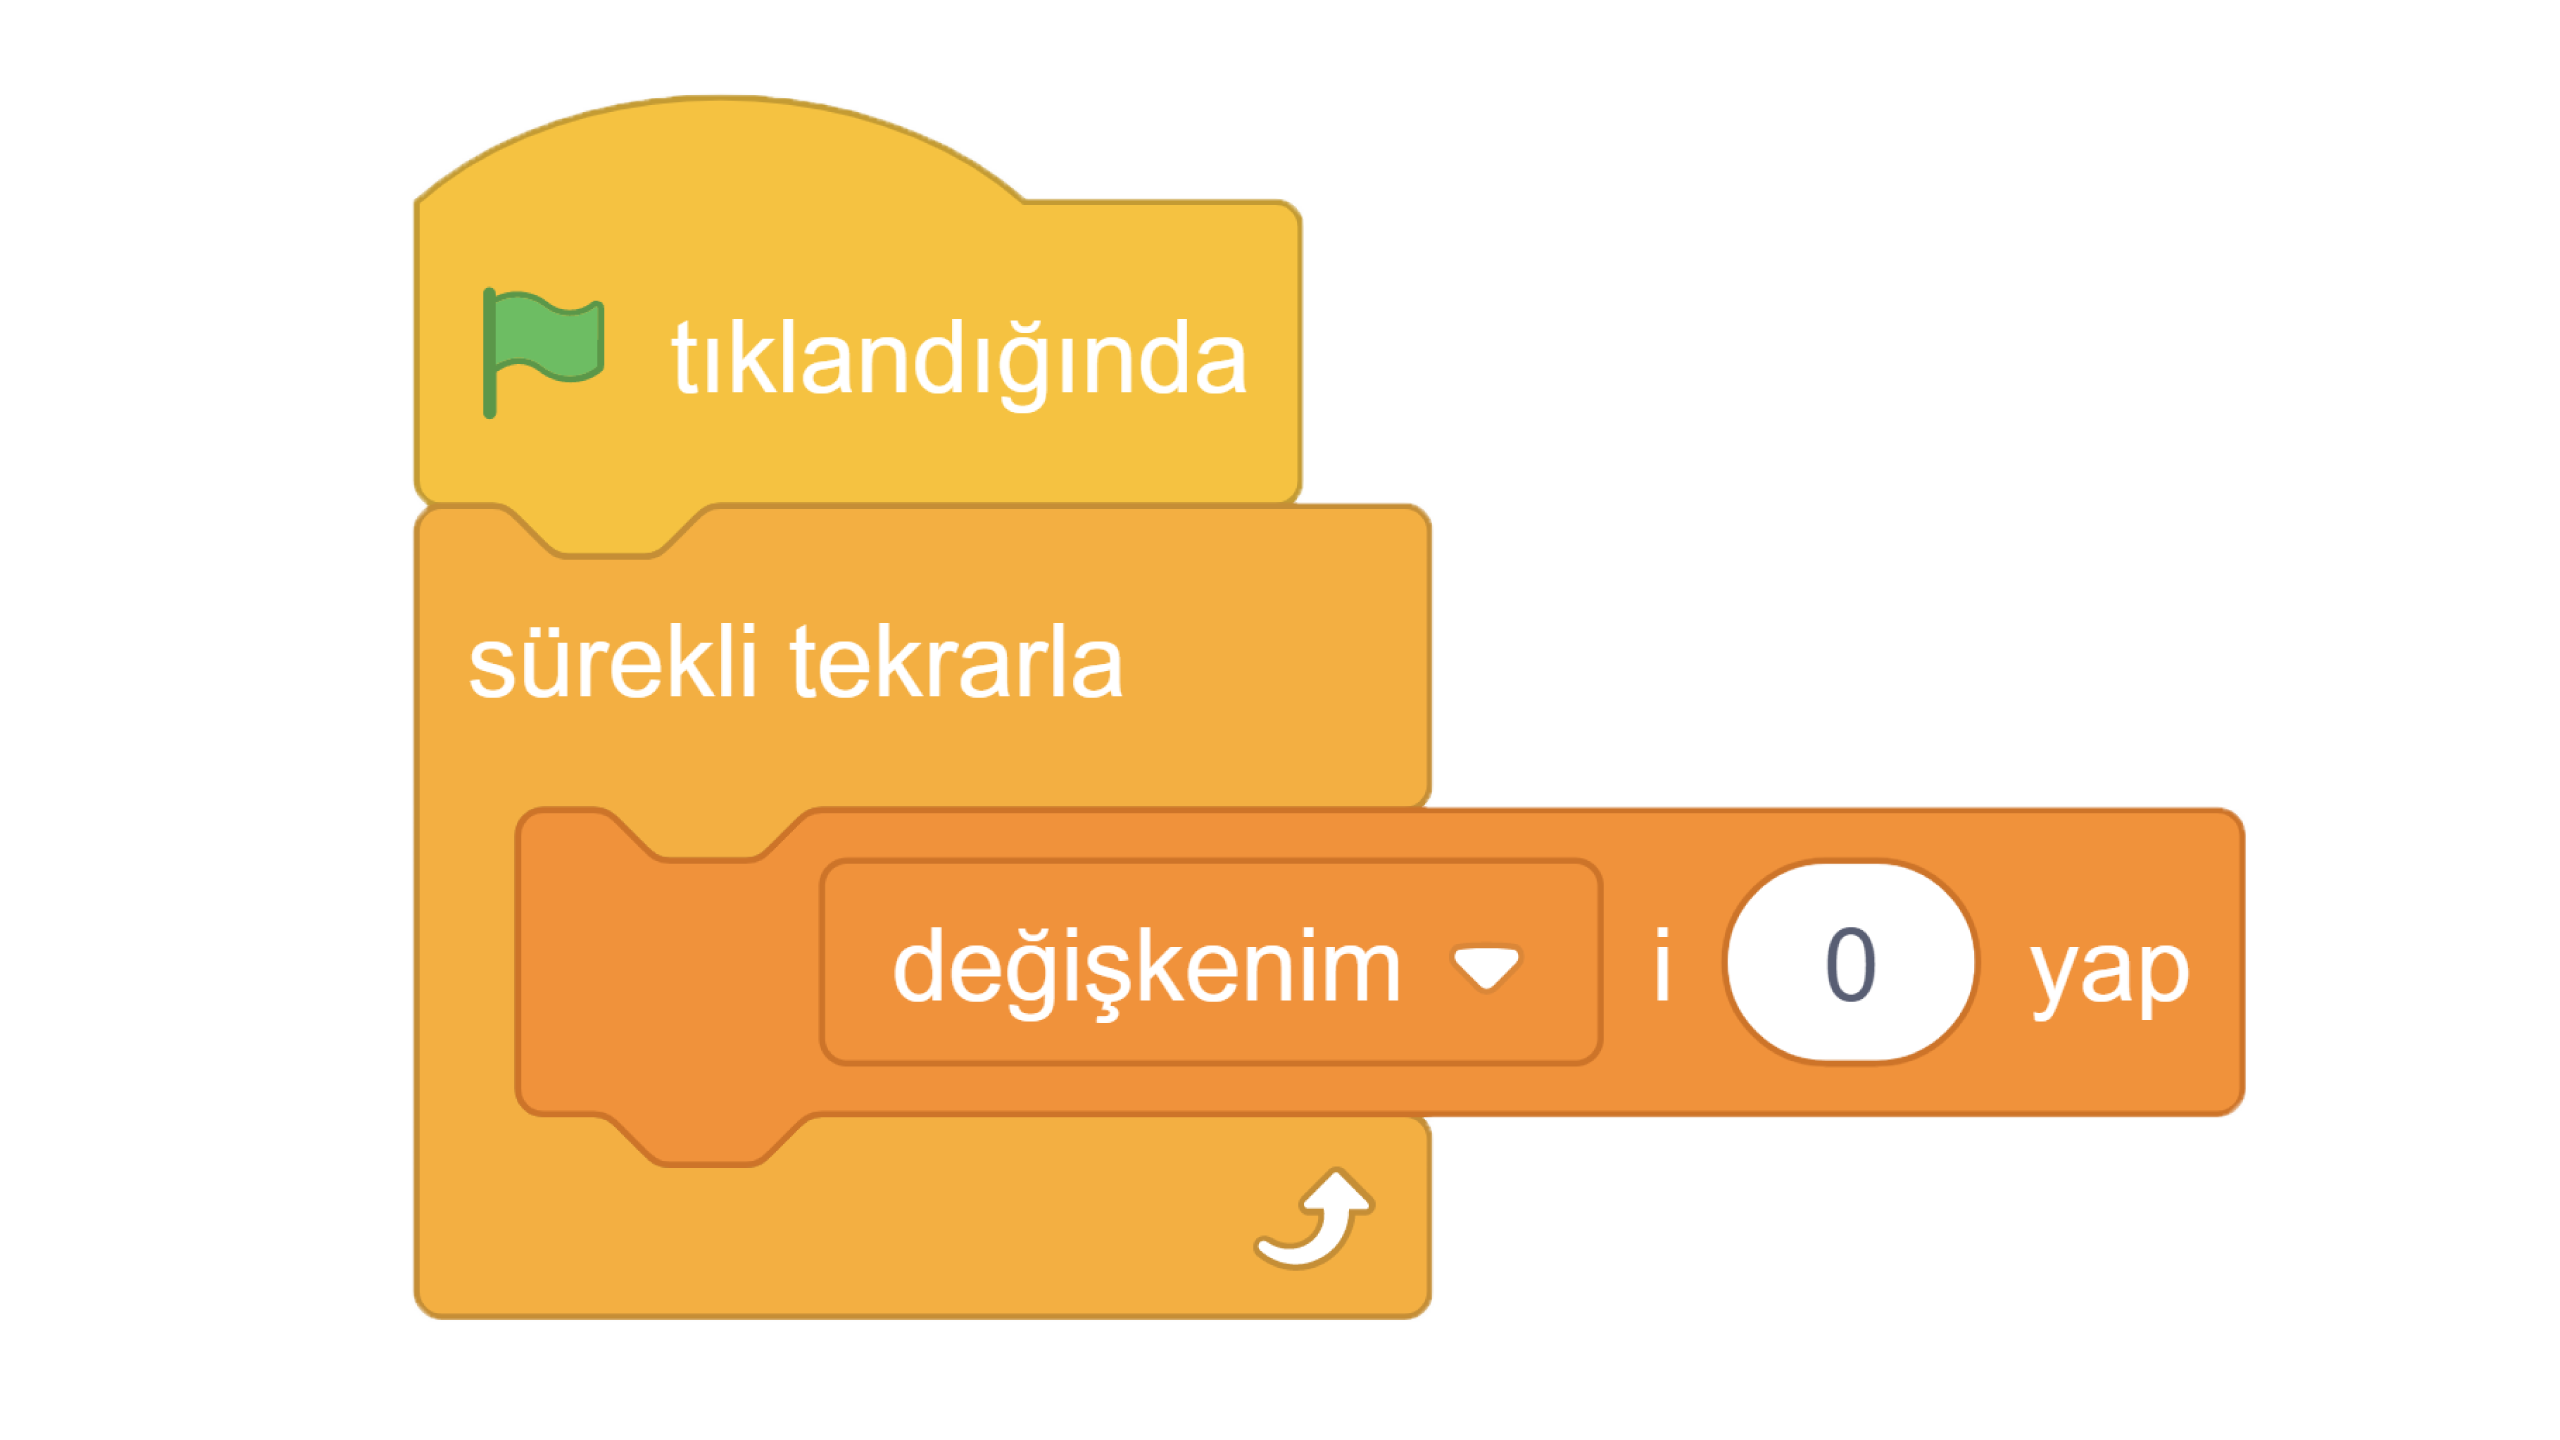 tıklandığında
sürekli tekrarla
değişkenim i 0 yap